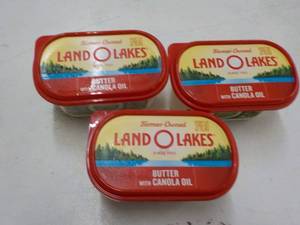 Farmer-Owned
LAND O LAKES
BUTTER
WITH CANOLA OIL
Farmer-Owned
LAND O LAKES
BUTTER
WITH CANOLA OIL
Farmer-Owned
LAND O LAKES
BUTTER
WITH CANOLA OIL